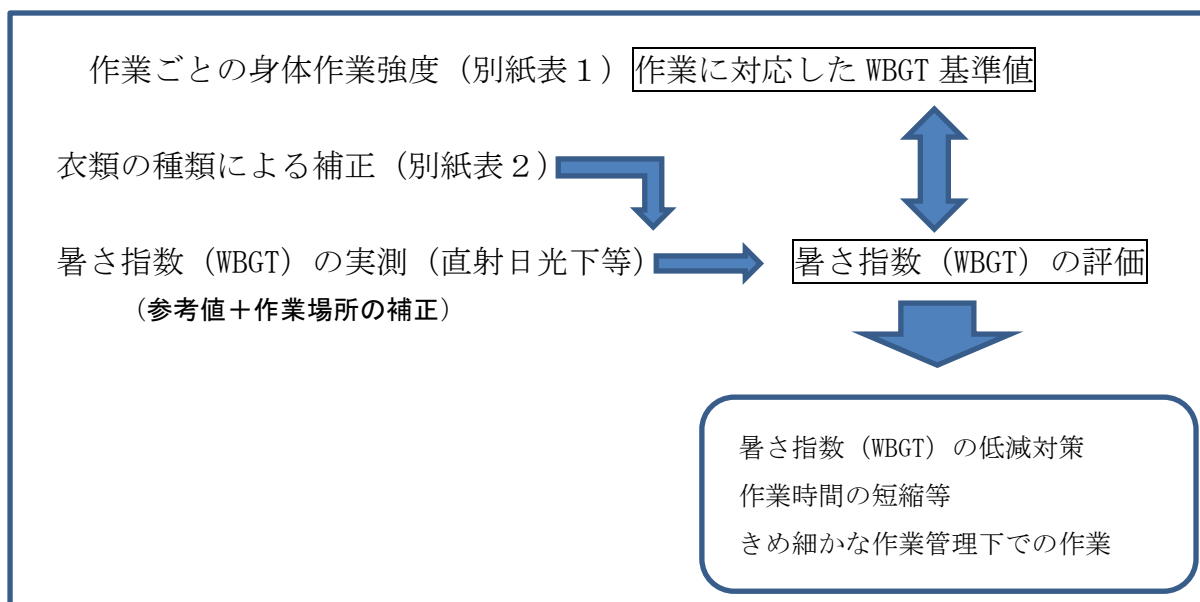 作業ごとの身体作業強度（別紙表１）作業に対応した WBGT 基準値
衣類の種類による補正（別紙表２）
暑さ指数（WBGT）の実測（直射日光下等） 暑さ指数（WBGT）の評価
（参考値＋作業場所の補正）
暑さ指数（WBGT）の低減対策
作業時間の短縮等
きめ細かな作業管理下での作業